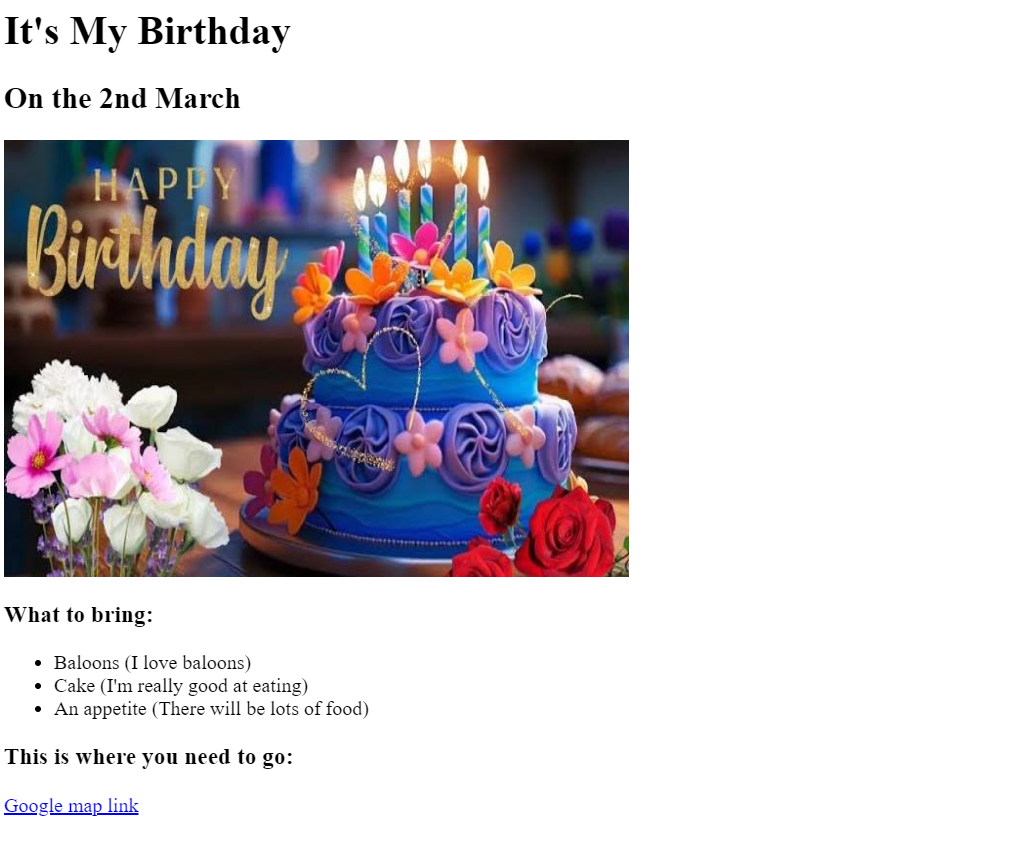 It's My Birthday
On the 2nd March
HAPPY
Birthday
What to bring:
Baloons (I love baloons)
Cake (I'm really good at eating)
An appetite (There will be lots of food)
This is where you need to go:
Google map link